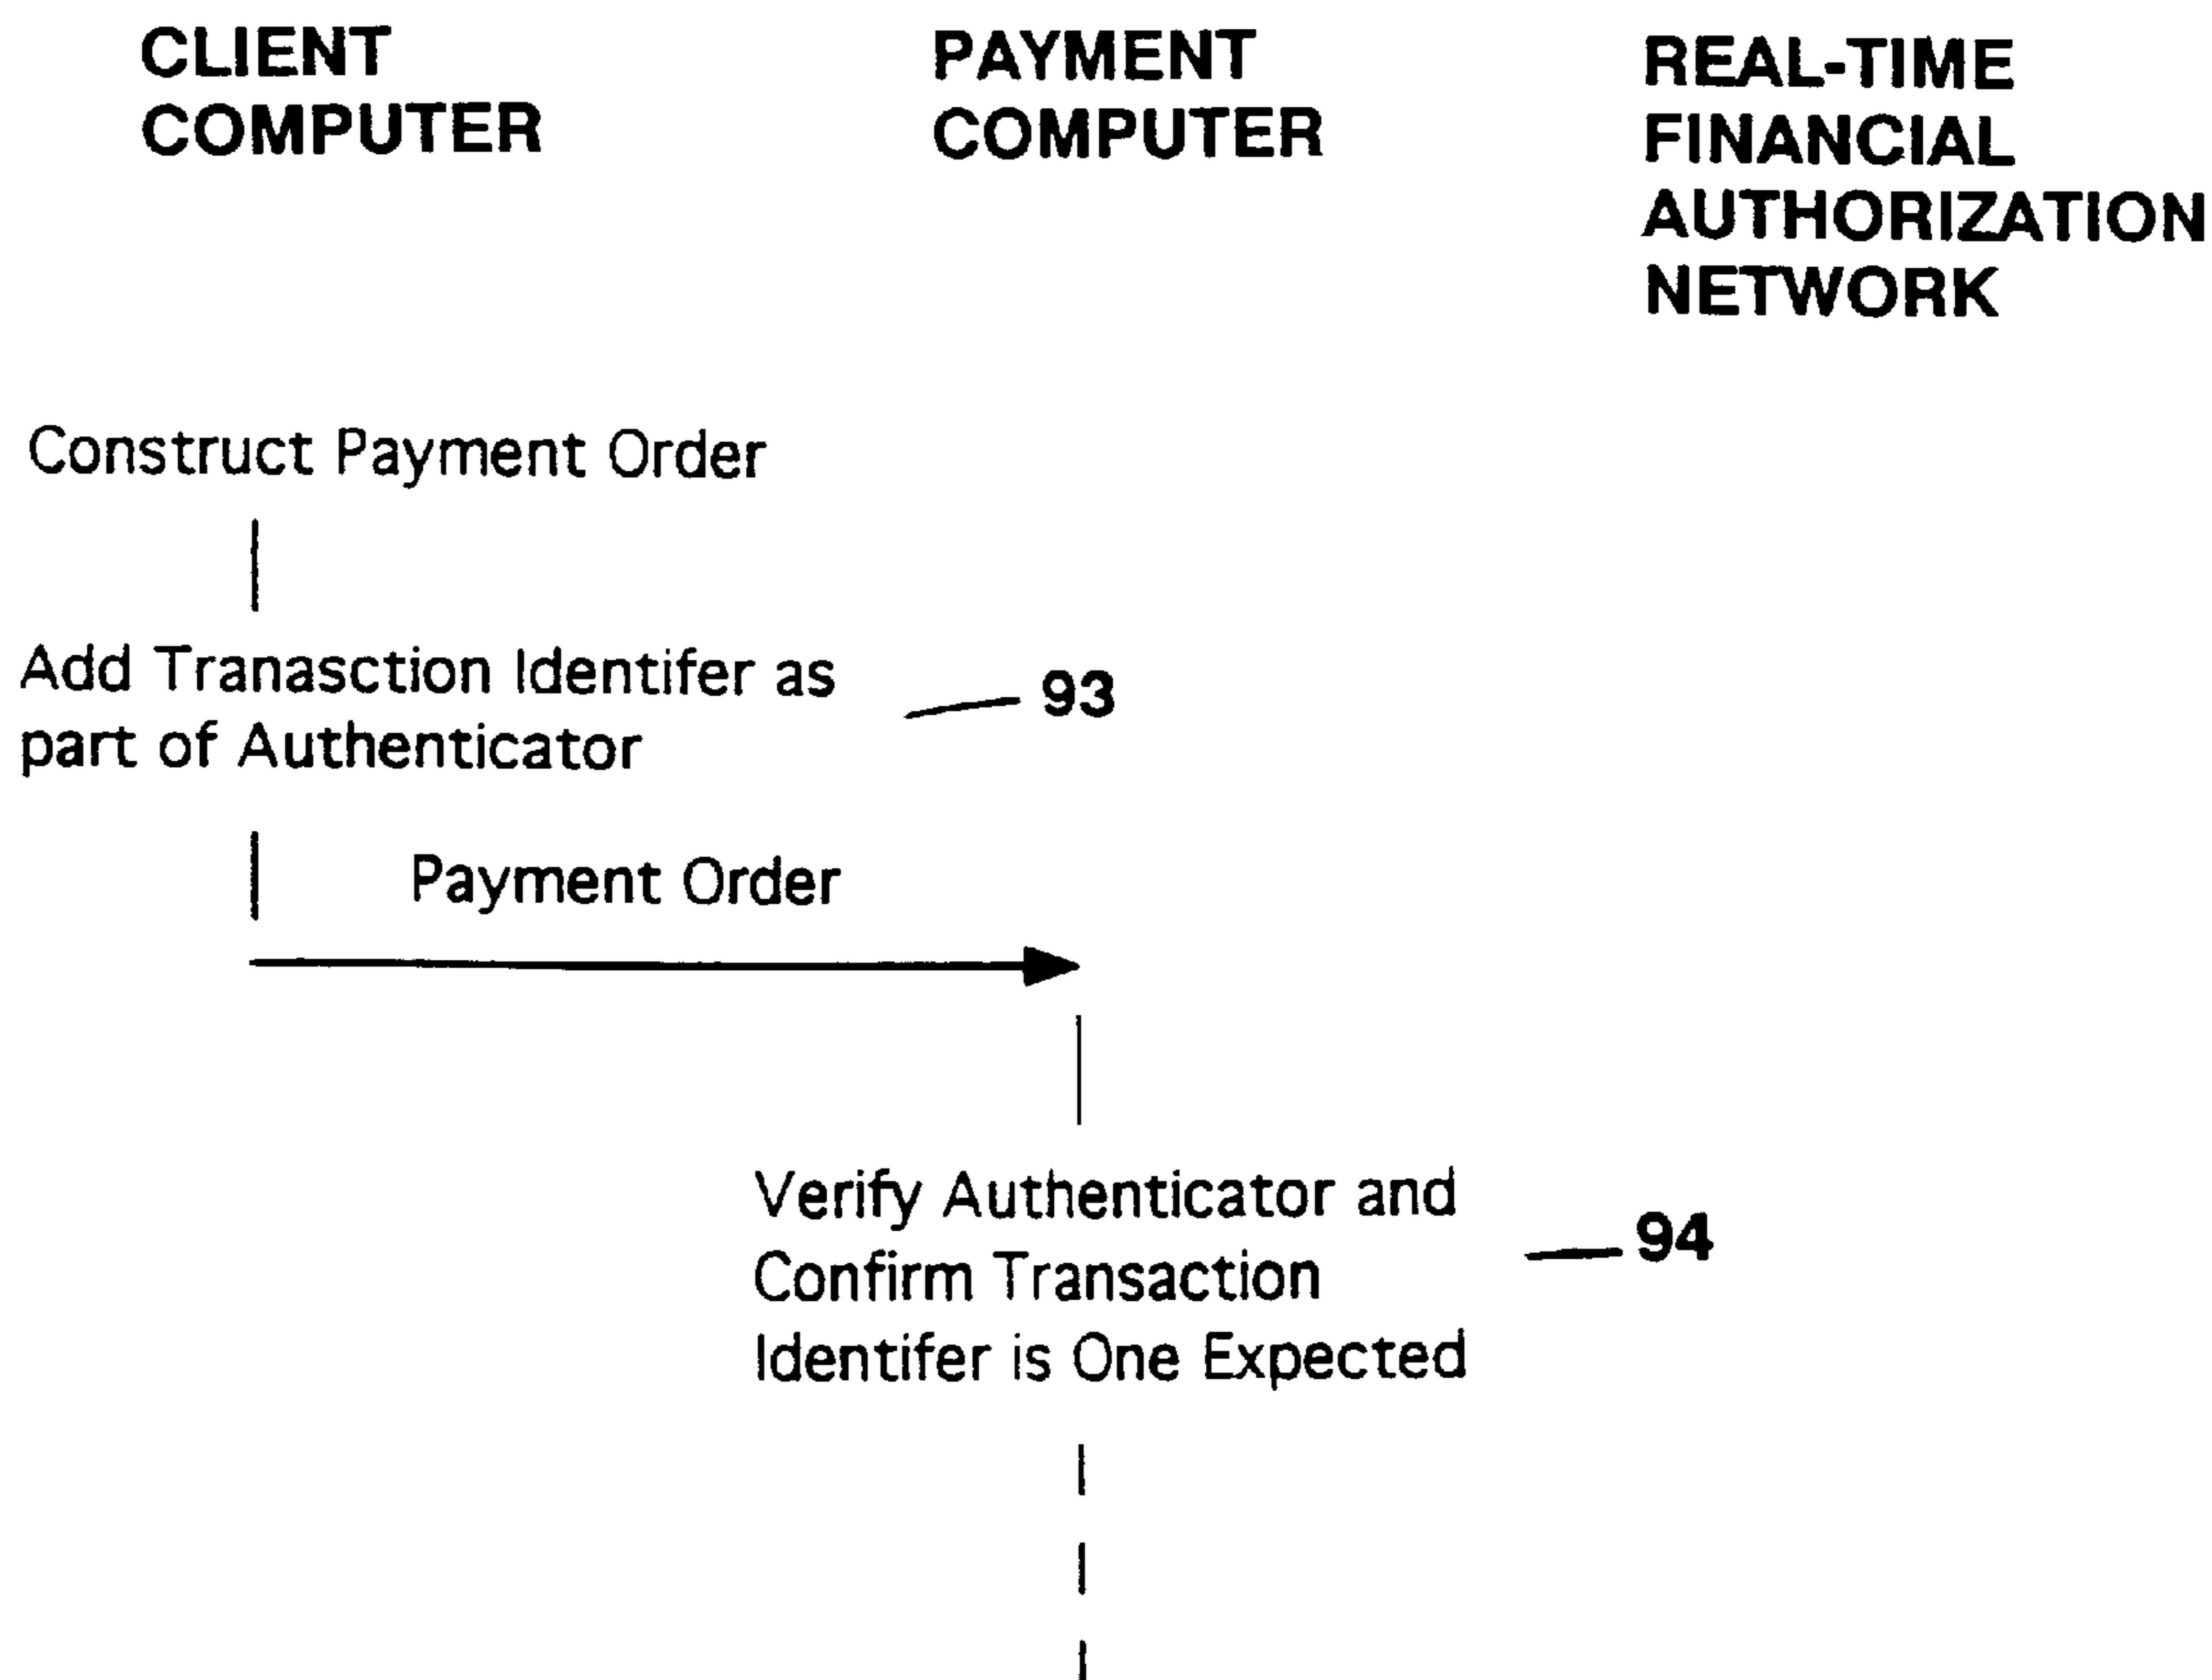 CLIENT
COMPUTER
PAYMENT
COMPUTER
REAL-TIME
FINANCIAL
AUTHORIZATION
NETWORK
Construct Payment Order
Add Tranasction Identifer as
part of Authenticator
93
Payment Order
Verify Authenticator and
Confirm Transaction
Identifer is One Expected
94